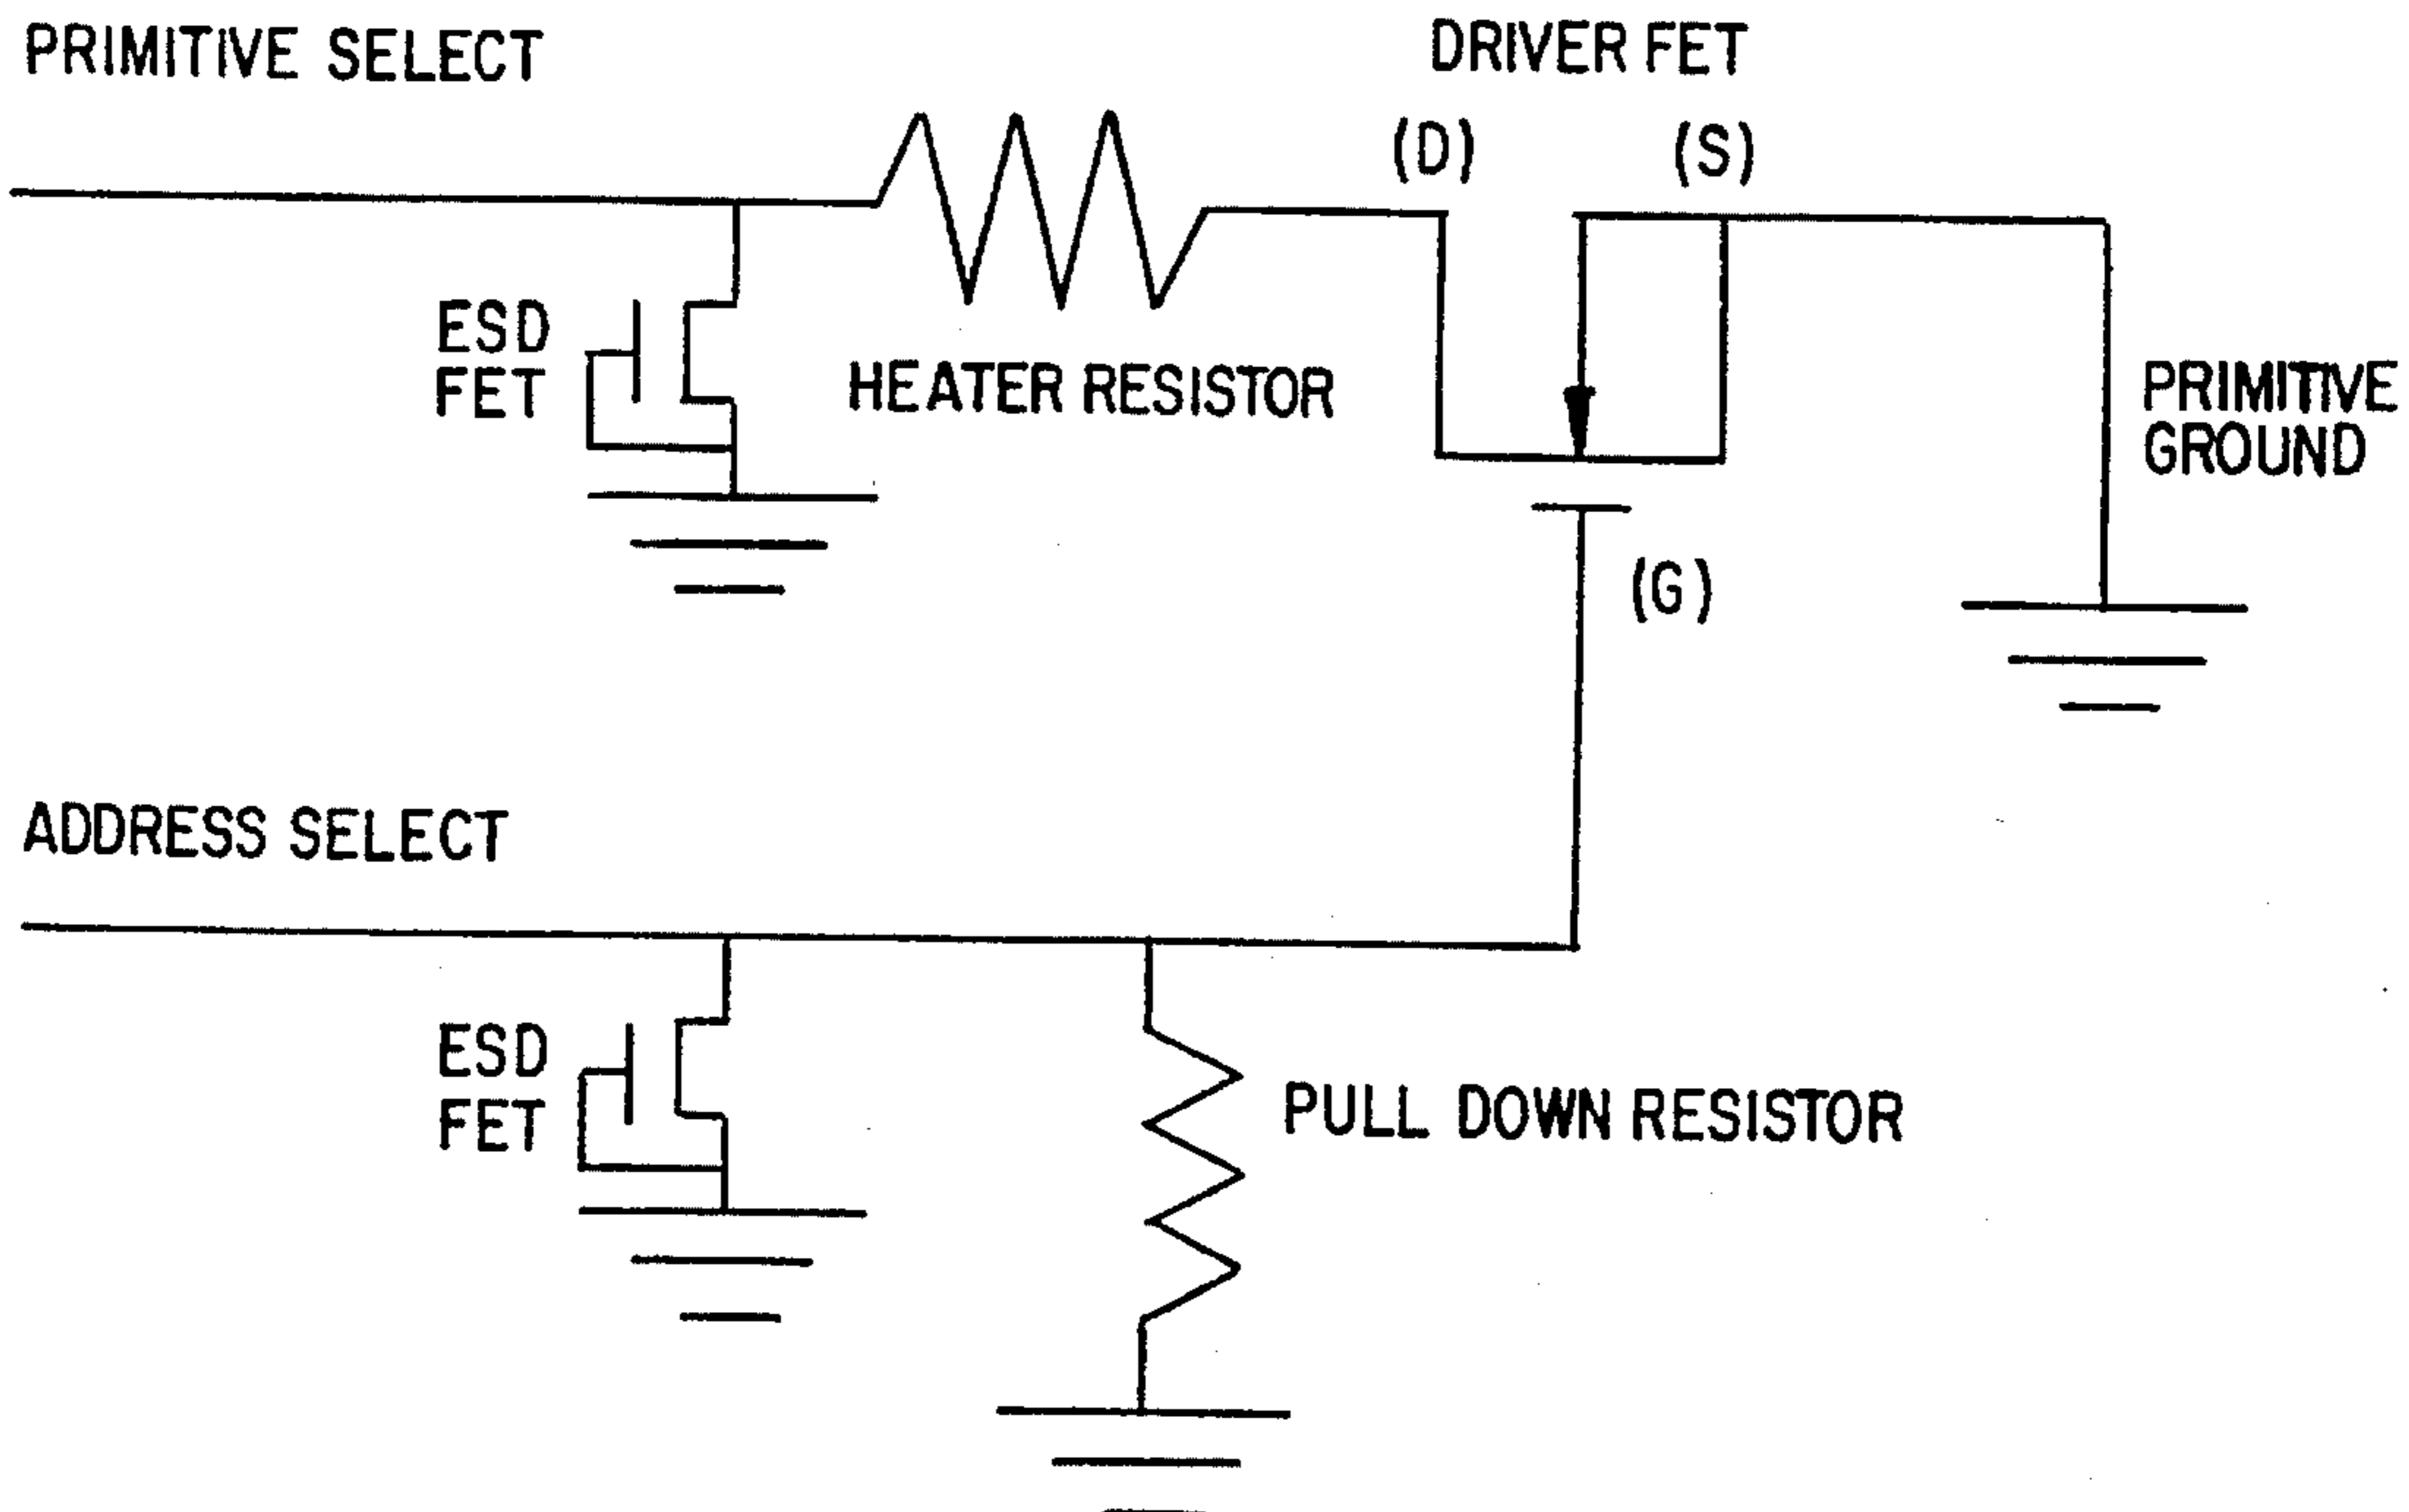 PRIMITIVE SELECT
DRIVER FET
(D)
(S)
ESD
FET
HEATER RESISTOR
PRIMITIVE
GROUND
(G)
ADDRESS SELECT
ESD
FET
PULL DOWN RESISTOR